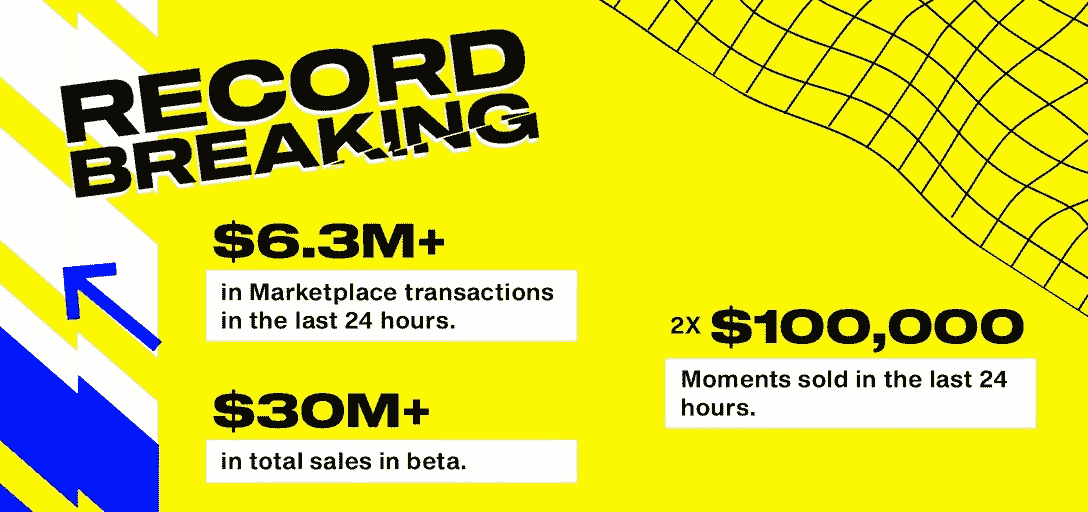 RECORD
BREAKING
$6.3M+
in Marketplace transactions
in the last 24 hours.
$30M+
in total sales in beta.
2X $100,000
Moments sold in the last 24
hours.